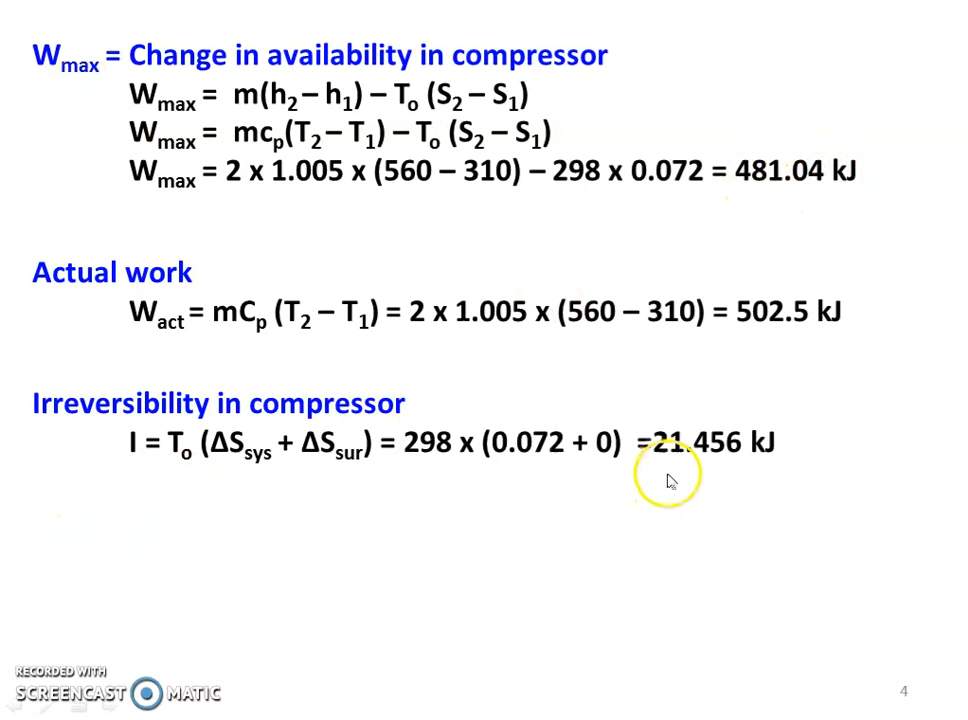 Wmax = Change in availability in compressor
Wmax = m(h2 – h1) – To (S2 – S1)
Wmax = mcp(T2 – T1) – To (S2 – S1)
Wmax = 2 x 1.005 x (560 – 310) – 298 x 0.072 = 481.04 kJ
Actual work
Wact = mCp (T2 – T1) = 2 x 1.005 x (560 – 310) = 502.5 kJ
Irreversibility in compressor
I = To (ΔSsys + ΔSsur) = 298 x (0.072 + 0) =21.456 kJ
RECORDED WITH
SCREENCAST MATIC
4